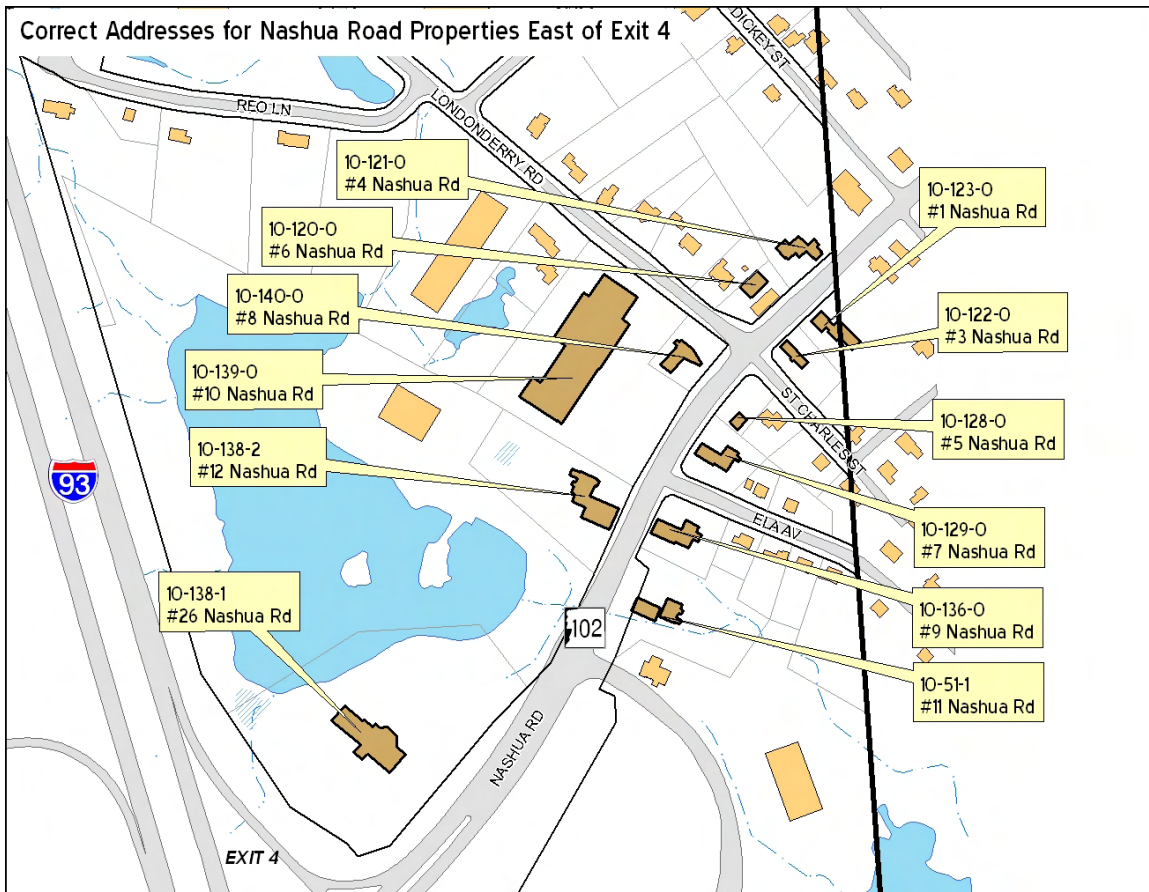 Correct Addresses for Nashua Road Properties East of Exit 4
DICKEY ST
REO LN
LONDONDERRY RD
10-121-0
#4 Nashua Rd
10-123-0
#1 Nashua Rd
10-120-0
#6 Nashua Rd
10-140-0
#8 Nashua Rd
10-122-0
#3 Nashua Rd
10-139-0
#10 Nashua Rd
ST CHARLES ST
10-128-0
#5 Nashua Rd
10-138-2
#12 Nashua Rd
93
ELA AV
10-129-0
#7 Nashua Rd
10-138-1
#26 Nashua Rd
10-136-0
#9 Nashua Rd
102
10-51-1
#11 Nashua Rd
NASHUA RD
EXIT 4